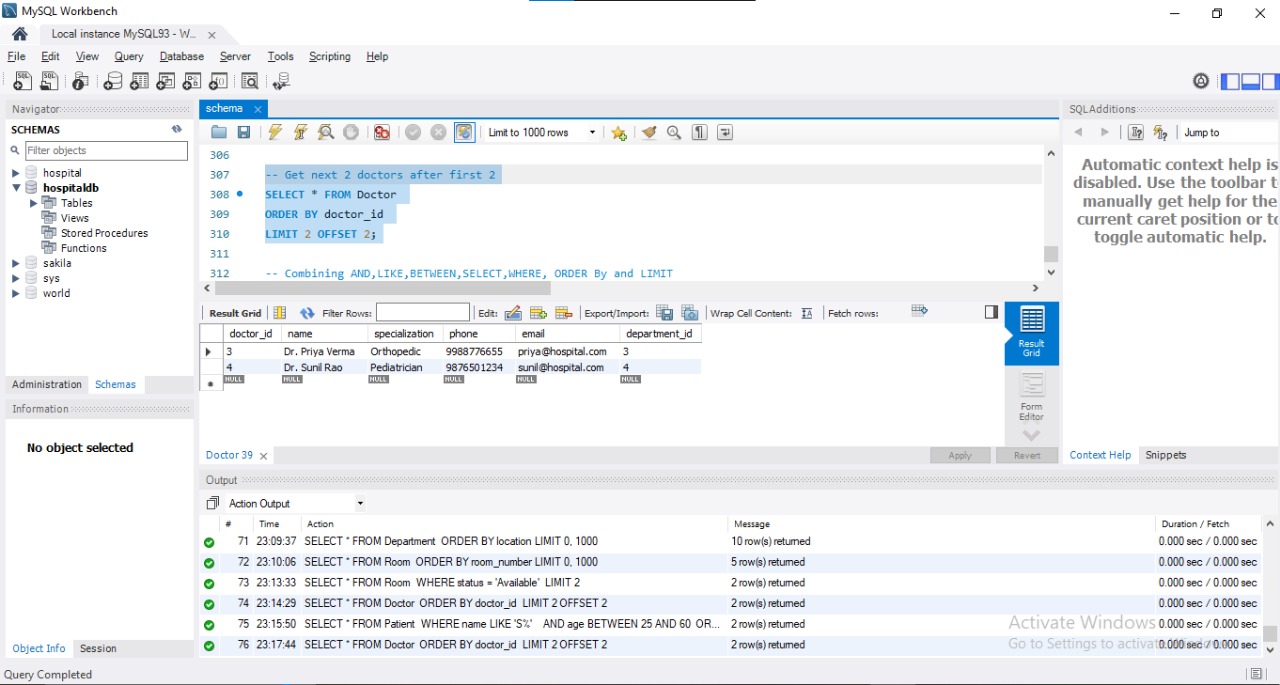 MySQL Workbench
Local instance MySQL93 - W... x
File Edit View Query Database Server Tools Scripting Help
Navigator
SCHEMAS
Filter objects
hospital
hospitaldb
Tables
Views
Stored Procedures
Functions
sakila
sys
world
Administration Schemas
Information
No object selected
Object Info Session
Query Completed
schema x
Limit to 1000 rows
306
307 -- Get next 2 doctors after first 2
308 SELECT * FROM Doctor
309 ORDER BY doctor_id
310 LIMIT 2 OFFSET 2;
311
312 -- Combining AND,LIKE,BETWEEN,SELECT,WHERE, ORDER By and LIMIT
Result Grid Filter Rows: Edit: Export/Import: Wrap Cell Content: IA Fetch rows:
doctor_id name specialization phone email department_id
3 Dr. Priya Verma Orthopedic 9988776655 priya@hospital.com 3
4 Dr. Sunil Rao Pediatrician 9876501234 sunil@hospital.com 4
NULL NULL NULL NULL NULL NULL
Result
Grid
Form
Editor
Doctor 39 x
Apply Revert
SQLAdditions
Jump to
Automatic context help is
disabled. Use the toolbar t
manually get help for the
current caret position or to
toggle automatic help.
Context Help Snippets
Output
Action Output
# Time Action Message Duration / Fetch
71 23:09:37 SELECT * FROM Department ORDER BY location LIMIT 0, 1000 10 row(s) returned 0.000 sec / 0.000 sec
72 23:10:06 SELECT * FROM Room ORDER BY room_number LIMIT 0, 1000 5 row(s) returned 0.000 sec / 0.000 sec
73 23:13:33 SELECT * FROM Room WHERE status = 'Available' LIMIT 2 2 row(s) returned 0.000 sec / 0.000 sec
74 23:14:29 SELECT * FROM Doctor ORDER BY doctor_id LIMIT 2 OFFSET 2 2 row(s) returned 0.000 sec / 0.000 sec
75 23:15:50 SELECT * FROM Patient WHERE name LIKE 'S%' AND age BETWEEN 25 AND 60 OR... 2 row(s) returned 0.000 sec / 0.000 sec
76 23:17:44 SELECT * FROM Doctor ORDER BY doctor_id LIMIT 2 OFFSET 2 2 row(s) returned 0.000 sec / 0.000 sec
Activate Windows
Go to Settings to activate Windows.